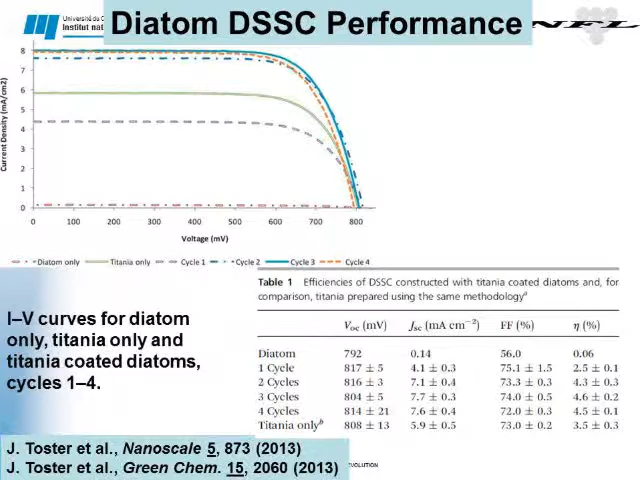 Diatom DSSC Performance
Université du Q
Institut nat
Current Density (mA/cm2)
8
7
6
5
4
3
2
1
0
0 100 200 300 400 500 600 700 800
Voltage (mV)
Diatom only Titania only Cycle 1 Cycle 2 Cycle 3 Cycle 4
I–V curves for diatom
only, titania only and
titania coated diatoms,
cycles 1–4.
Table 1 Efficiencies of DSSC constructed with titania coated diatoms and, for
comparison, titania prepared using the same methodologyᵃ
Voc (mV) Jsc (mA cm⁻²) FF (%) η (%)
Diatom 792 0.14 56.0 0.06
1 Cycle 817 ± 5 4.1 ± 0.3 75.1 ± 1.5 2.5 ± 0.1
2 Cycles 816 ± 3 7.1 ± 0.4 73.3 ± 0.3 4.3 ± 0.3
3 Cycles 804 ± 5 7.7 ± 0.3 74.0 ± 0.5 4.6 ± 0.2
4 Cycles 814 ± 21 7.6 ± 0.4 72.0 ± 0.3 4.5 ± 0.1
Titania onlyᵇ 808 ± 13 5.9 ± 0.5 73.0 ± 0.2 3.5 ± 0.3
J. Toster et al., Nanoscale 5, 873 (2013)
J. Toster et al., Green Chem. 15, 2060 (2013)
EVOLUTION